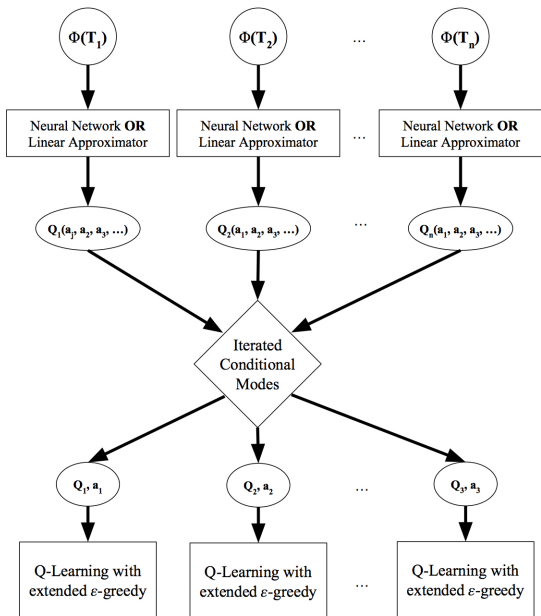 Φ(T₁) Φ(T₂) ... Φ(Tₙ)
Neural Network OR Neural Network OR Neural Network OR
Linear Approximator Linear Approximator ... Linear Approximator
Q₁(aⱼ, a₂, a₃, ...) Q₂(a₁, a₂, a₃, ...) ... Qₙ(a₁, a₂, a₃, ...)
Iterated
Conditional
Modes
Q₁, a₁ Q₂, a₂ ... Q₃, a₃
Q-Learning with Q-Learning with Q-Learning with
extended ε-greedy extended ε-greedy ... extended ε-greedy